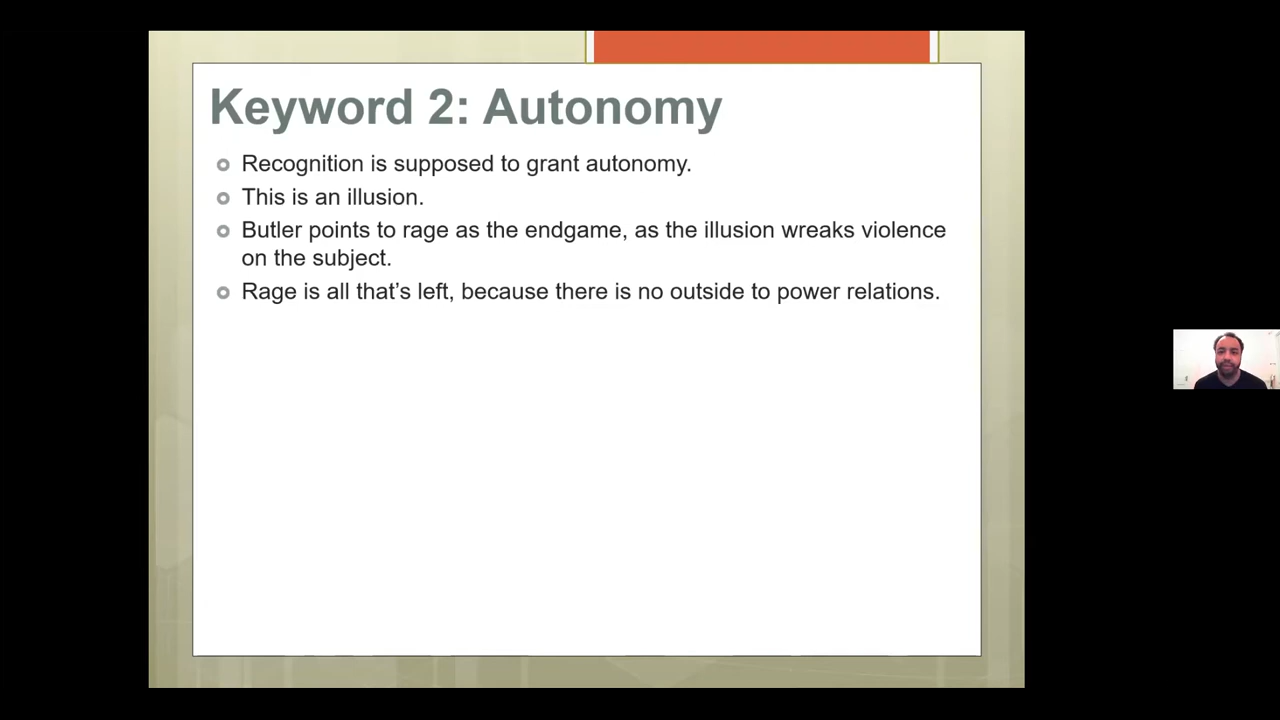 Keyword 2: Autonomy
Recognition is supposed to grant autonomy.
This is an illusion.
Butler points to rage as the endgame, as the illusion wreaks violence
on the subject.
Rage is all that’s left, because there is no outside to power relations.